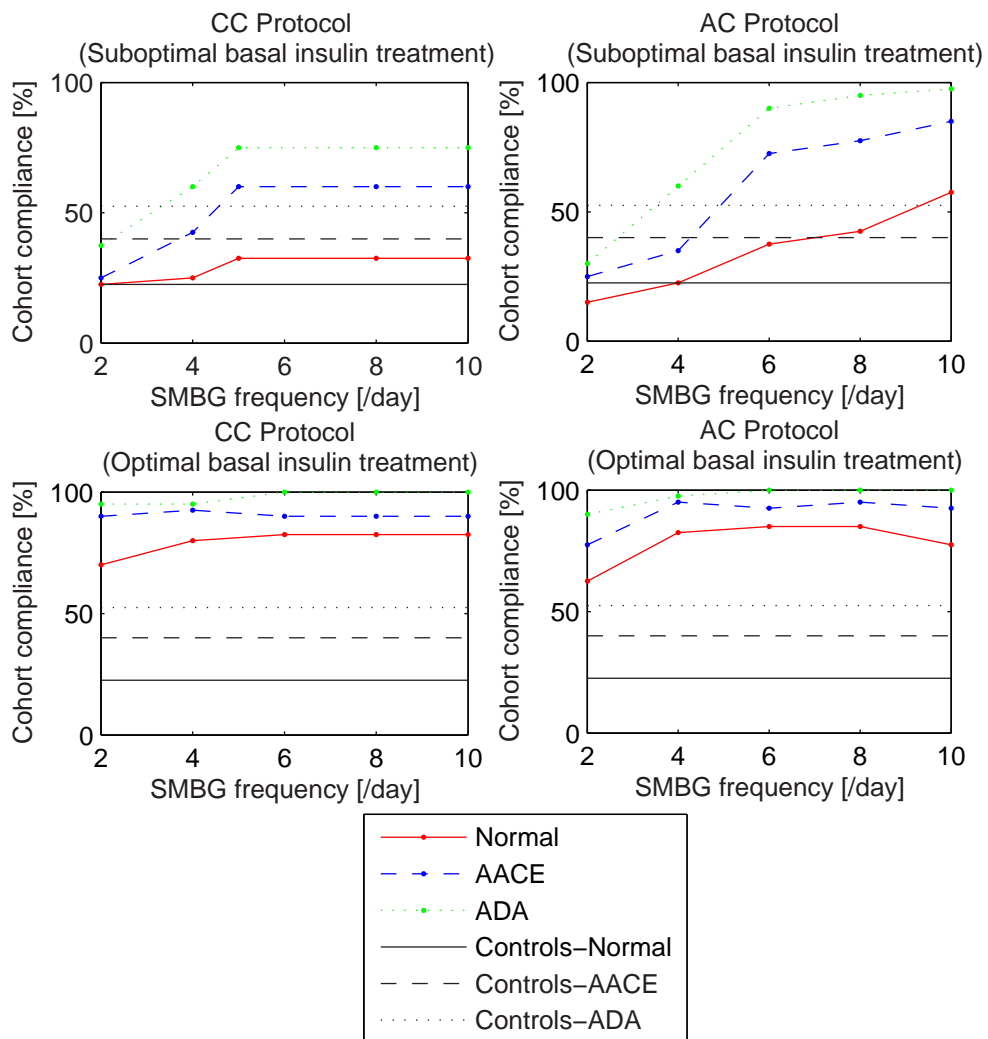 CC Protocol
(Suboptimal basal insulin treatment)
Cohort compliance [%]
100
50
0
2 4 6 8 10
SMBG frequency [/day]
AC Protocol
(Suboptimal basal insulin treatment)
Cohort compliance [%]
100
50
0
2 4 6 8 10
SMBG frequency [/day]
CC Protocol
(Optimal basal insulin treatment)
Cohort compliance [%]
100
50
0
2 4 6 8 10
SMBG frequency [/day]
AC Protocol
(Optimal basal insulin treatment)
Cohort compliance [%]
100
50
0
2 4 6 8 10
SMBG frequency [/day]
Normal
AACE
ADA
Controls−Normal
Controls−AACE
Controls−ADA